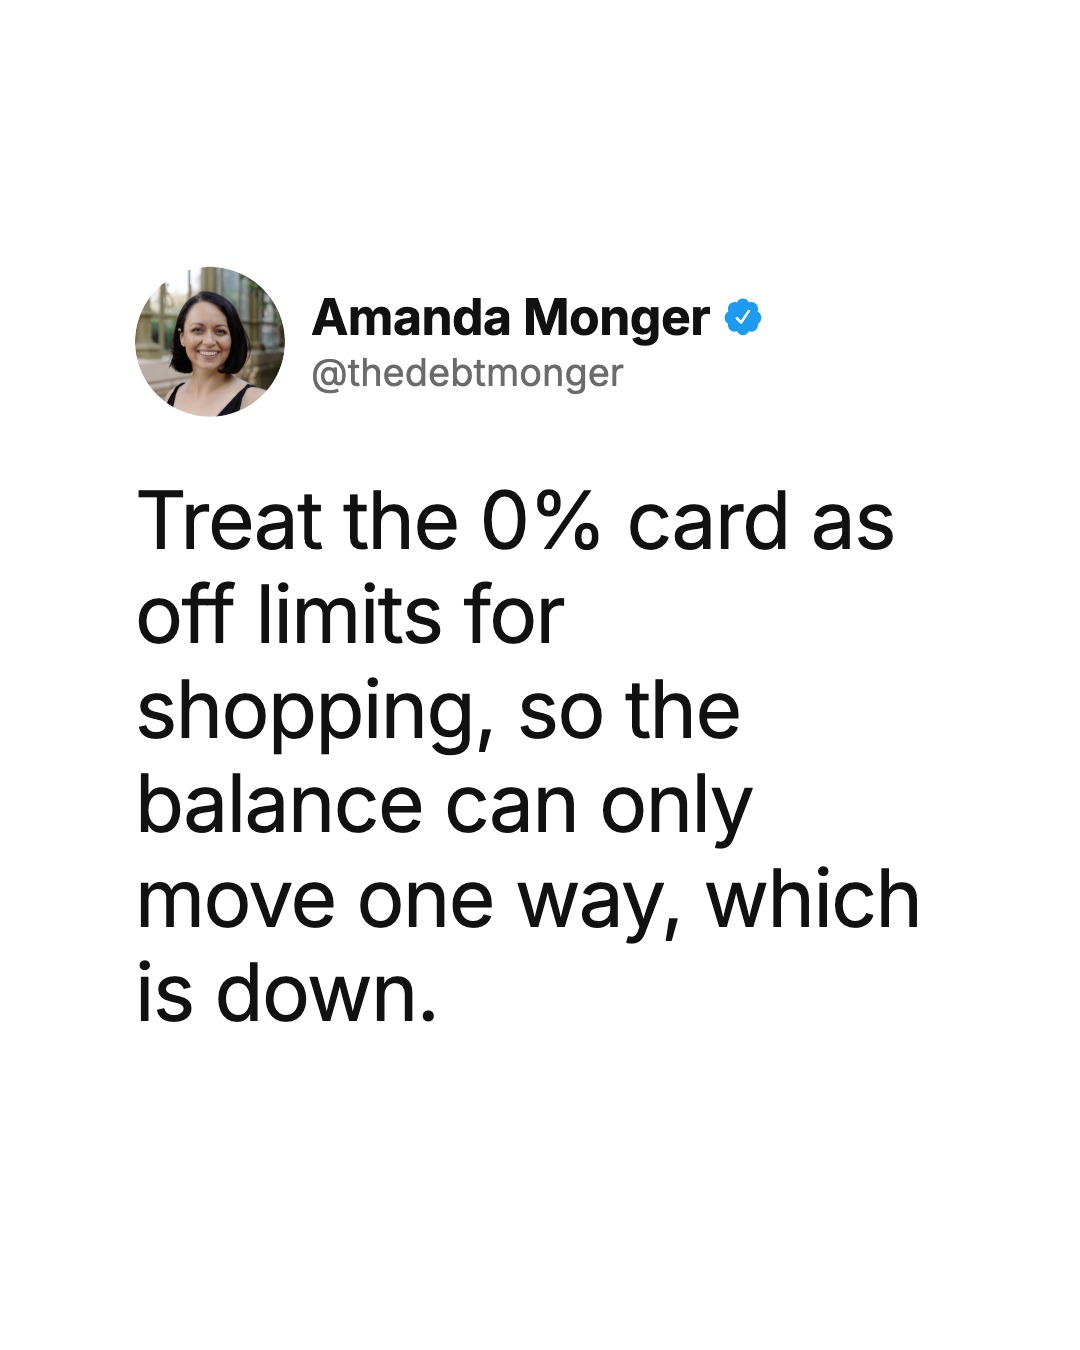 Amanda Monger
@thedebtmonger
Treat the 0% card as
off limits for
shopping, so the
balance can only
move one way, which
is down.